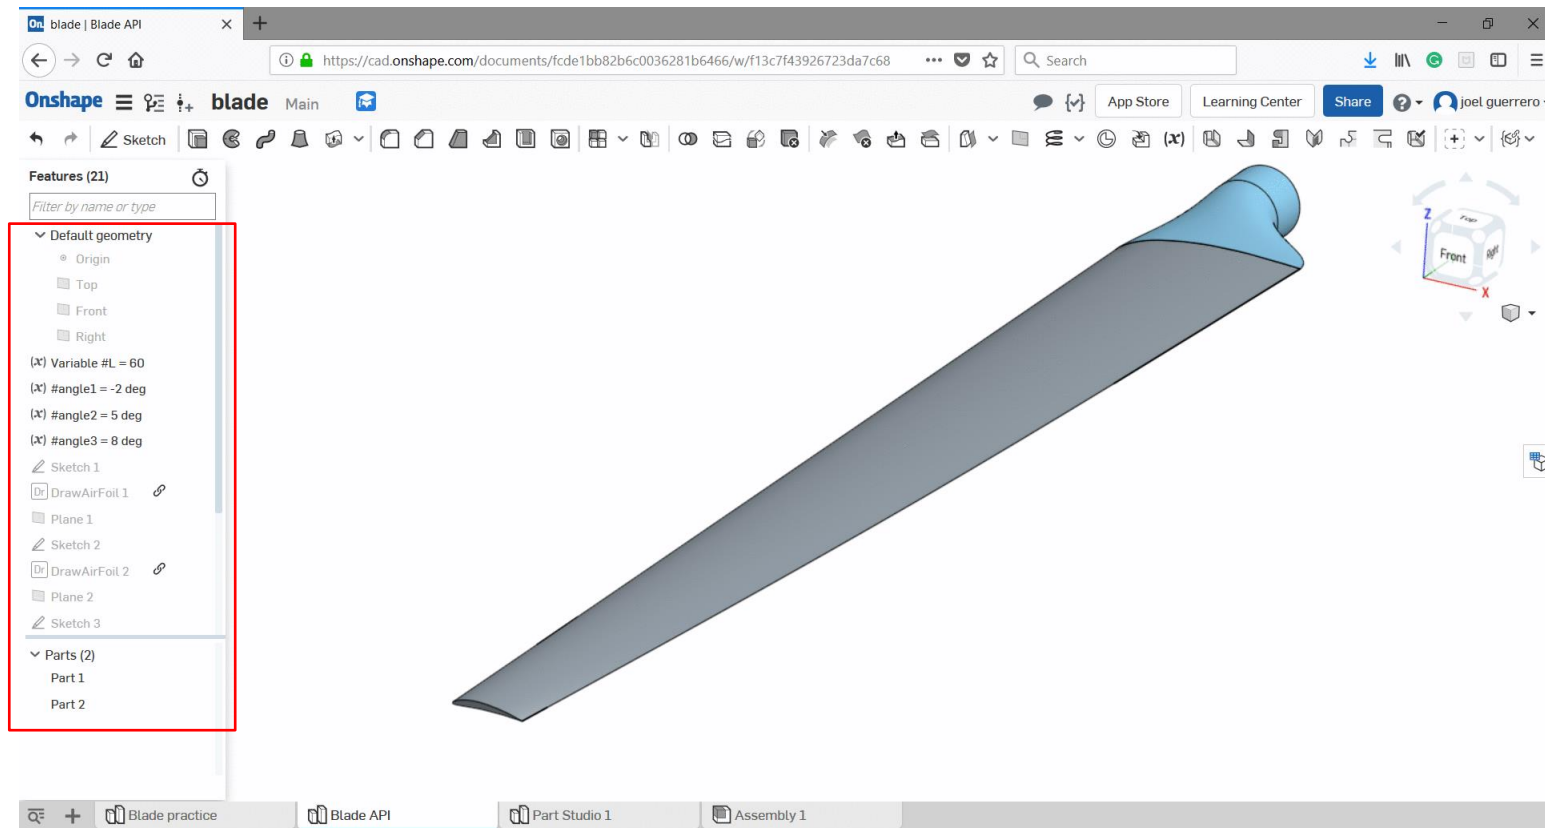 On. blade | Blade API
https://cad.onshape.com/documents/fcde1bb82b6c0036281b6466/w/f13c7f43926723da7c68
Search
Onshape blade Main
App Store Learning Center Share joel guerrero
Sketch (x)
Features (21)
Filter by name or type
Default geometry
Origin
Top
Front
Right
(x) Variable #L = 60
(x) #angle1 = -2 deg
(x) #angle2 = 5 deg
(x) #angle3 = 8 deg
Sketch 1
Dr DrawAirFoil 1
Plane 1
Sketch 2
Dr DrawAirFoil 2
Plane 2
Sketch 3
Parts (2)
Part 1
Part 2
Z
Top
Front Right
X
Blade practice
Blade API
Part Studio 1
Assembly 1